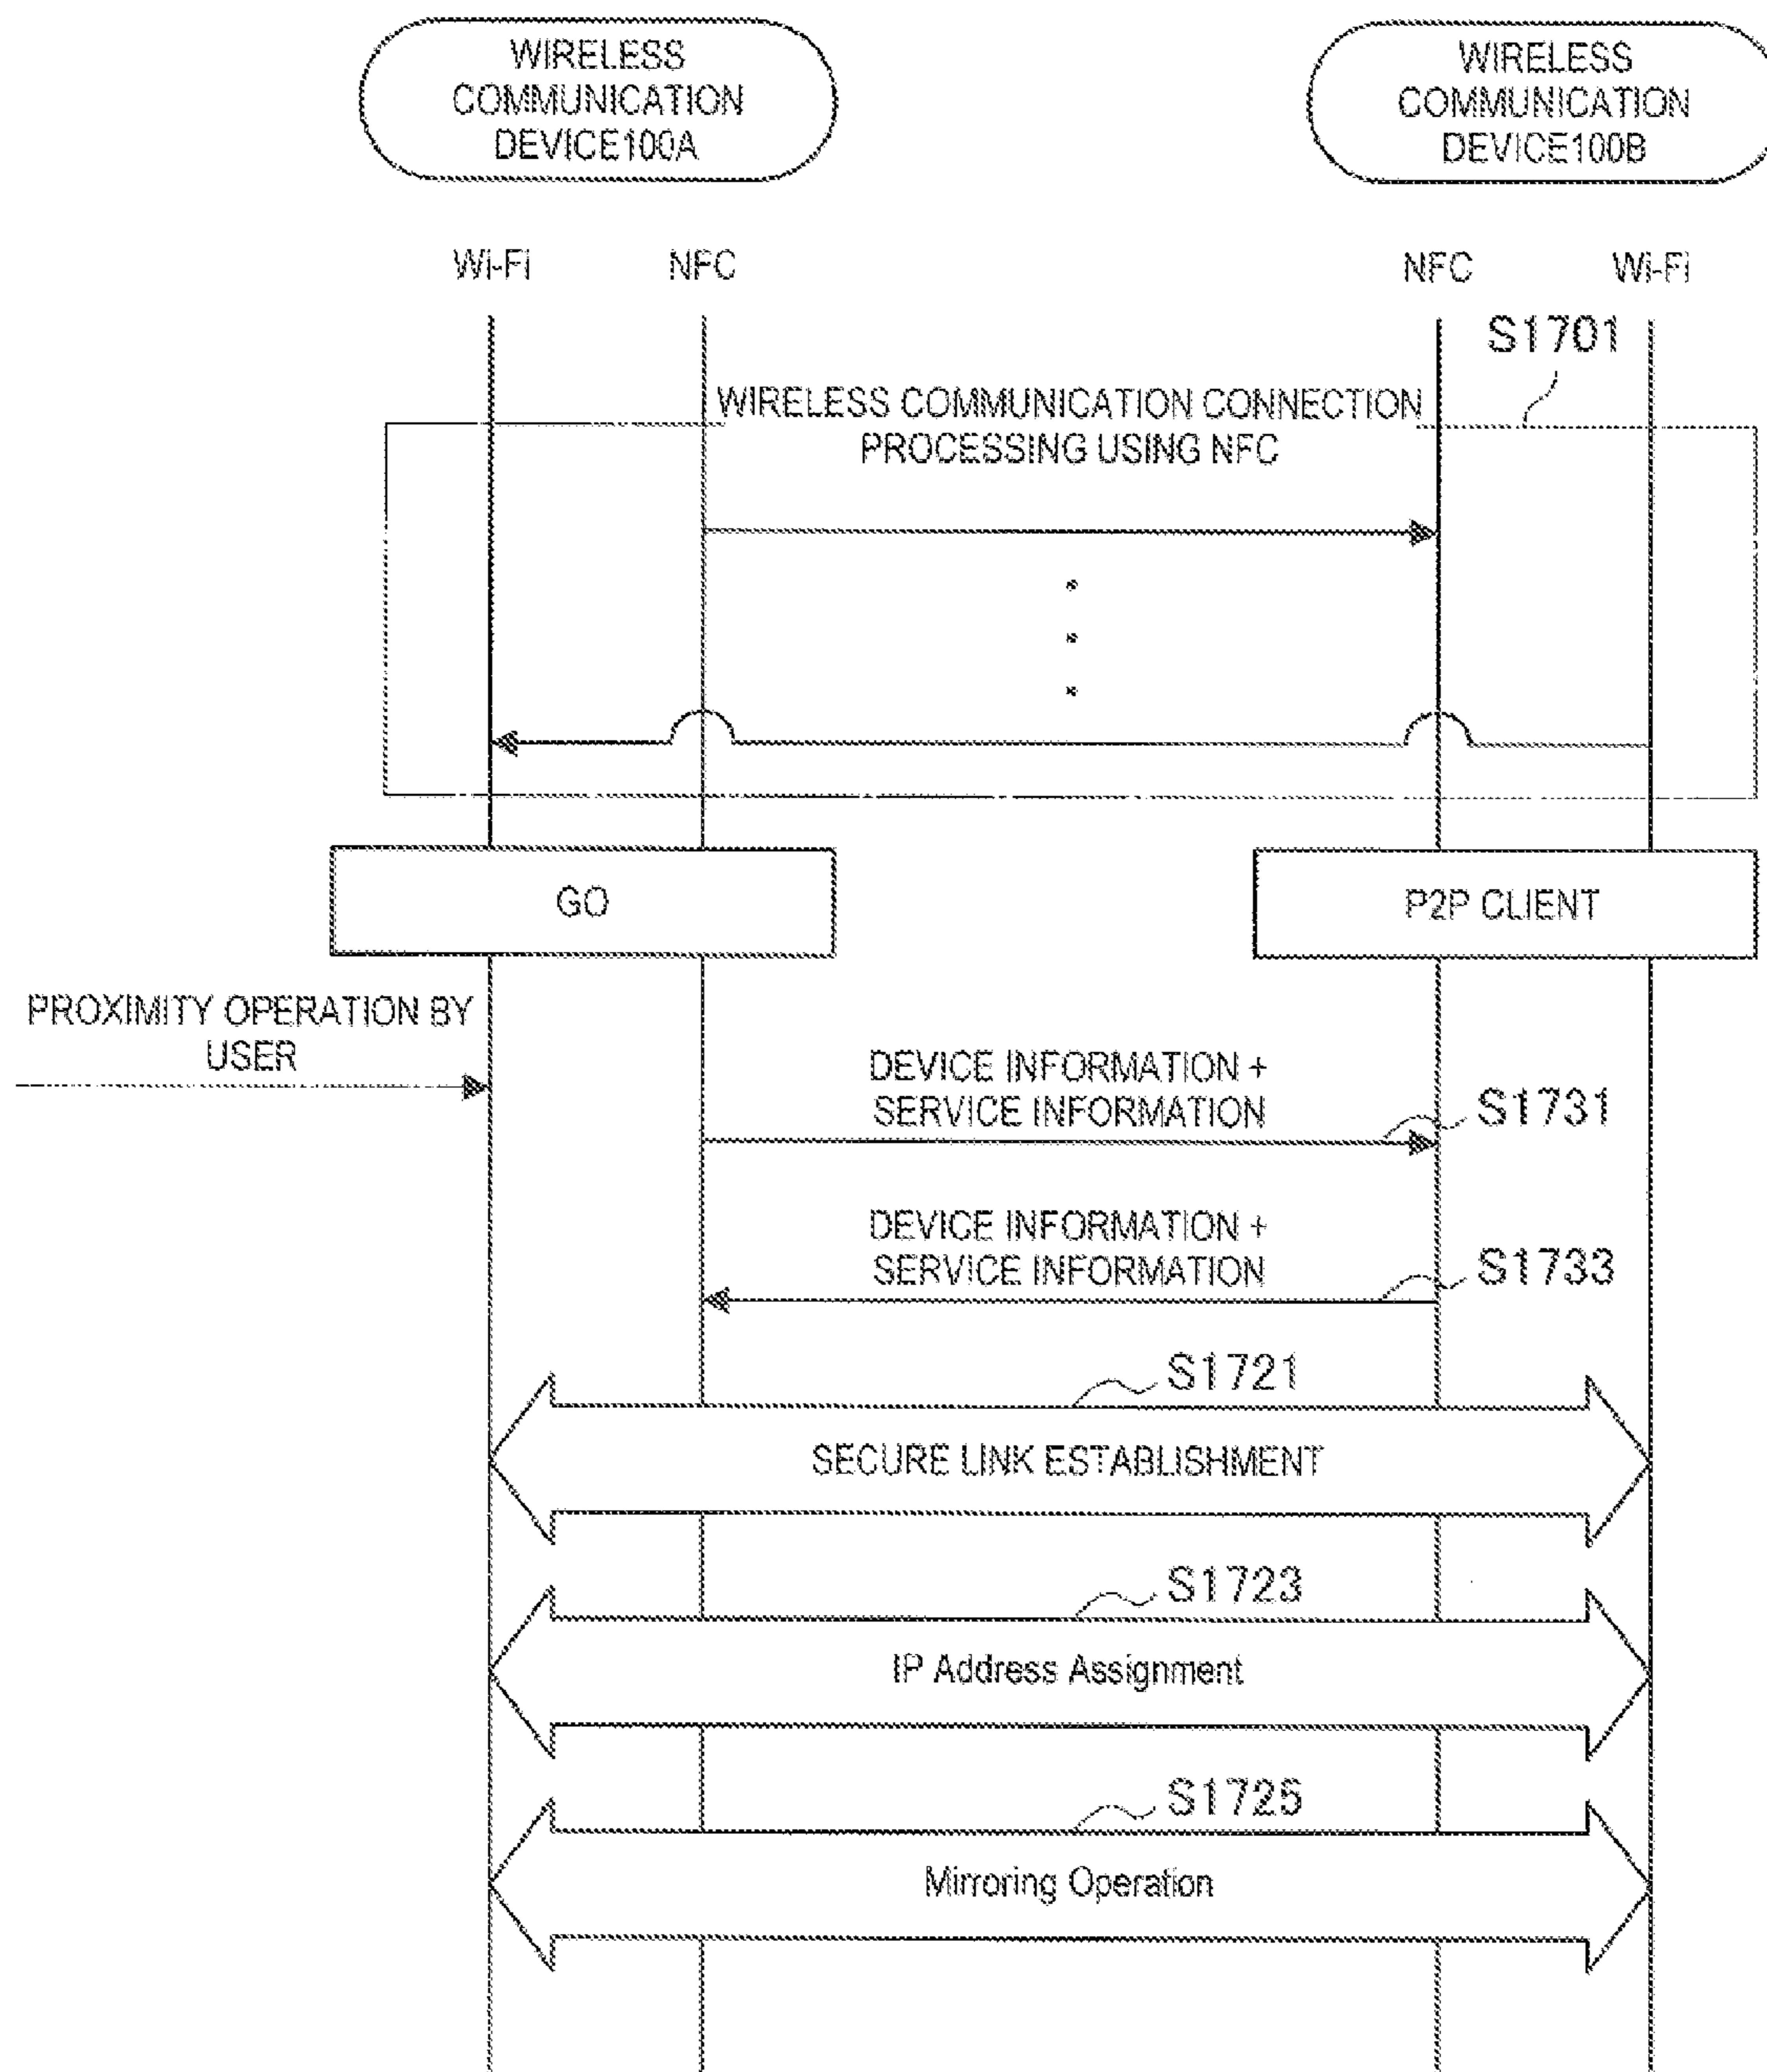 WIRELESS
COMMUNICATION
DEVICE100A
WIRELESS
COMMUNICATION
DEVICE100B
Wi-Fi
NFC
NFC
Wi-Fi
S1701
WIRELESS COMMUNICATION CONNECTION
PROCESSING USING NFC
GO
P2P CLIENT
PROXIMITY OPERATION BY
USER
DEVICE INFORMATION +
SERVICE INFORMATION
S1731
DEVICE INFORMATION +
SERVICE INFORMATION
S1733
S1721
SECURE LINK ESTABLISHMENT
S1723
IP Address Assignment
S1725
Mirroring Operation